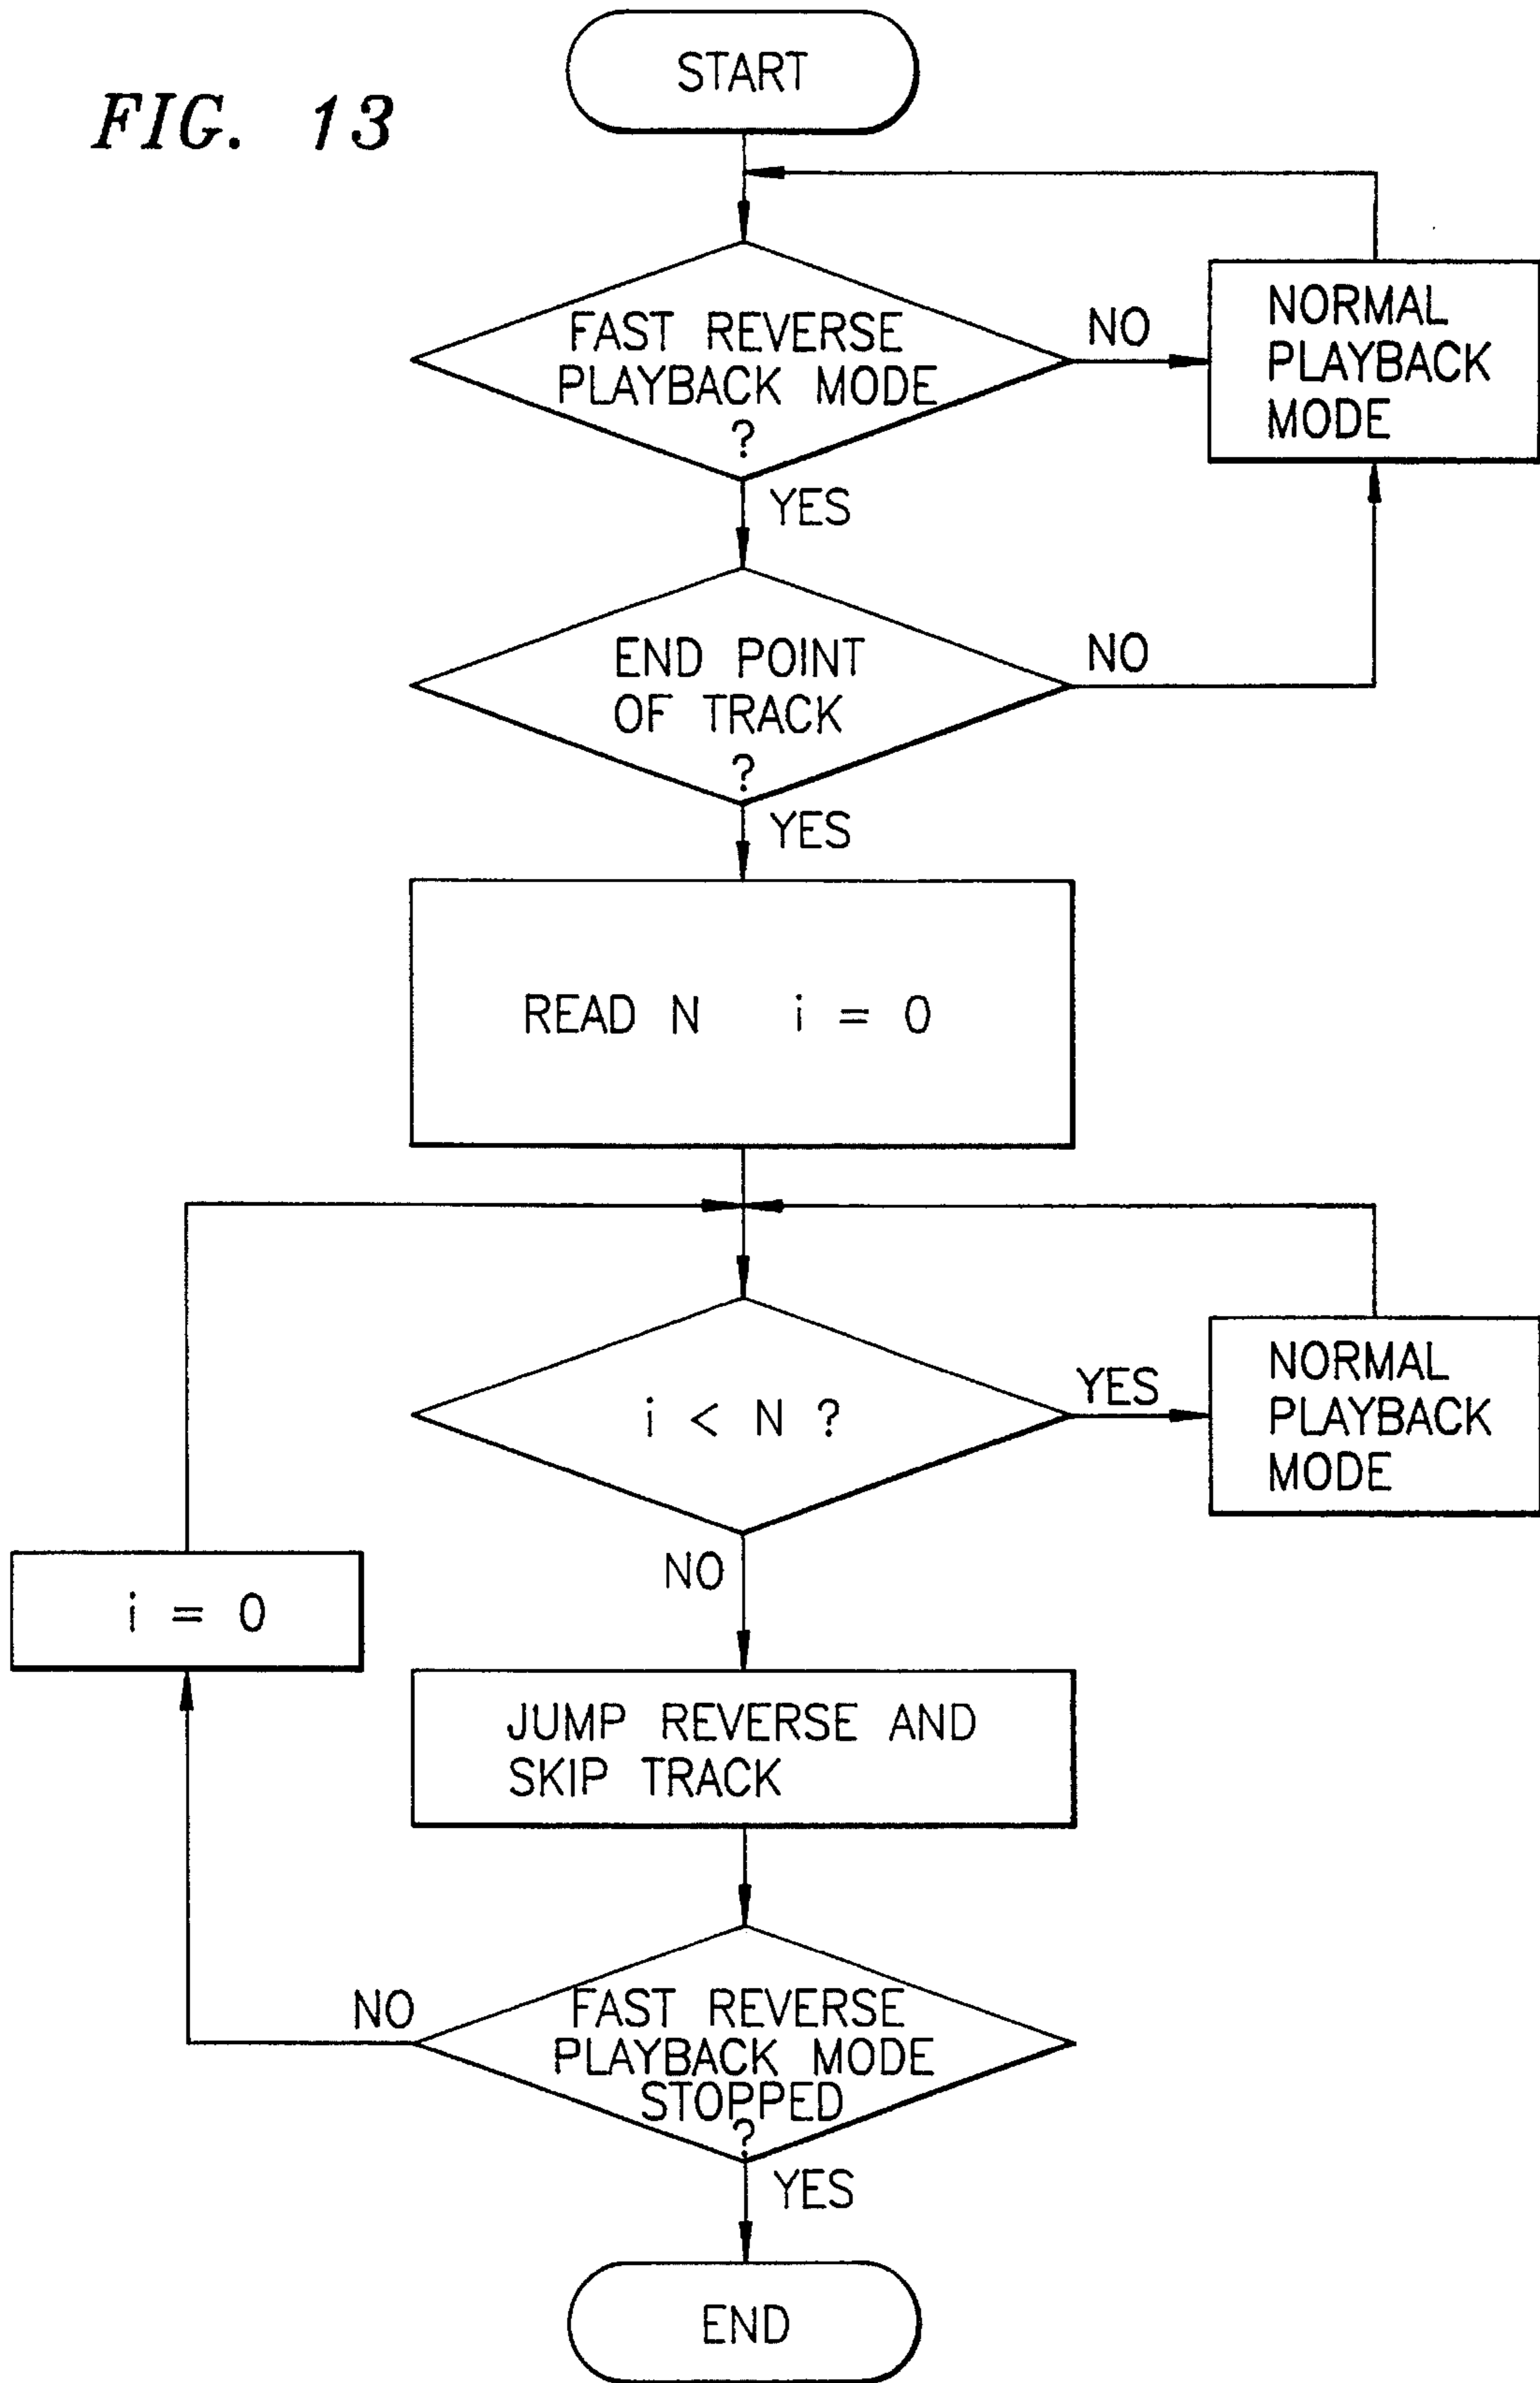 FIG. 13
START
FAST REVERSE
PLAYBACK MODE
?
NO
NORMAL
PLAYBACK
MODE
YES
END POINT
OF TRACK
?
NO
YES
READ N i = 0
i < N ?
YES
NORMAL
PLAYBACK
MODE
NO
i = 0
JUMP REVERSE AND
SKIP TRACK
FAST REVERSE
PLAYBACK MODE
STOPPED
?
NO
YES
END